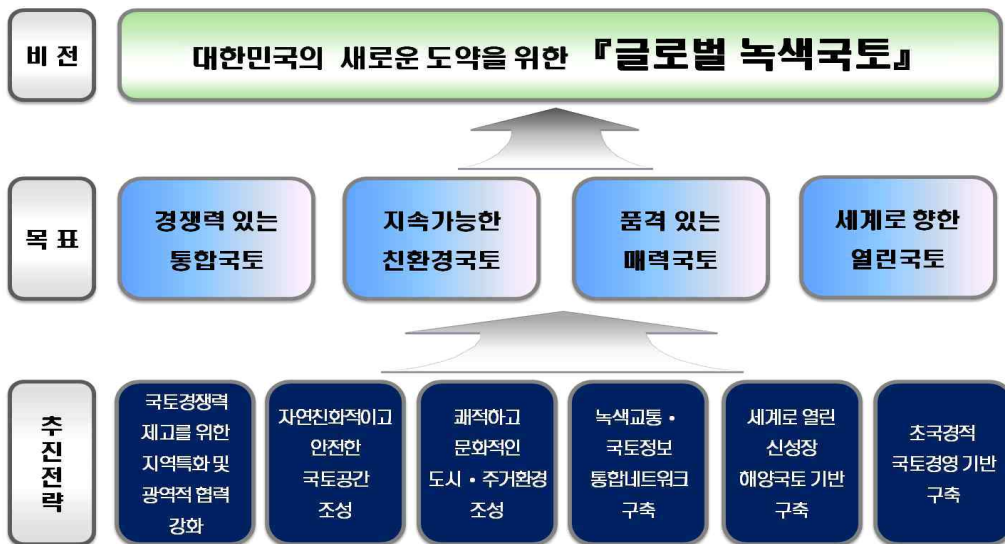 비 전
대한민국의 새로운 도약을 위한 『글로벌 녹색국토』
목 표
경쟁력 있는
통합국토
지속가능한
친환경국토
품격 있는
매력국토
세계로 향한
열린국토
추진전략
국토경쟁력
제고를 위한
지역특화 및
광역적 협력
강화
자연친화적이고
안전한
국토공간
조성
쾌적하고
문화적인
도시・주거환경
조성
녹색교통・
국토정보
통합네트워크
구축
세계로 열린
신성장
해양국토 기반
구축
초국경적
국토경영 기반
구축